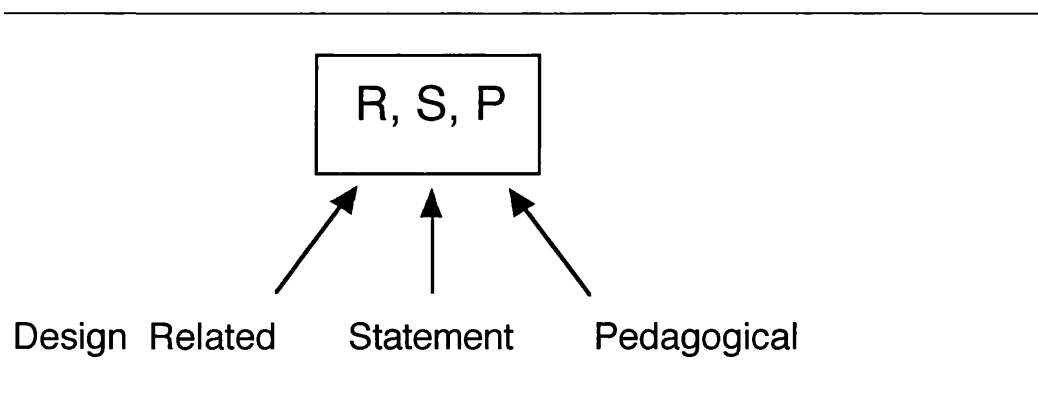 R, S, P
Design Related Statement Pedagogical